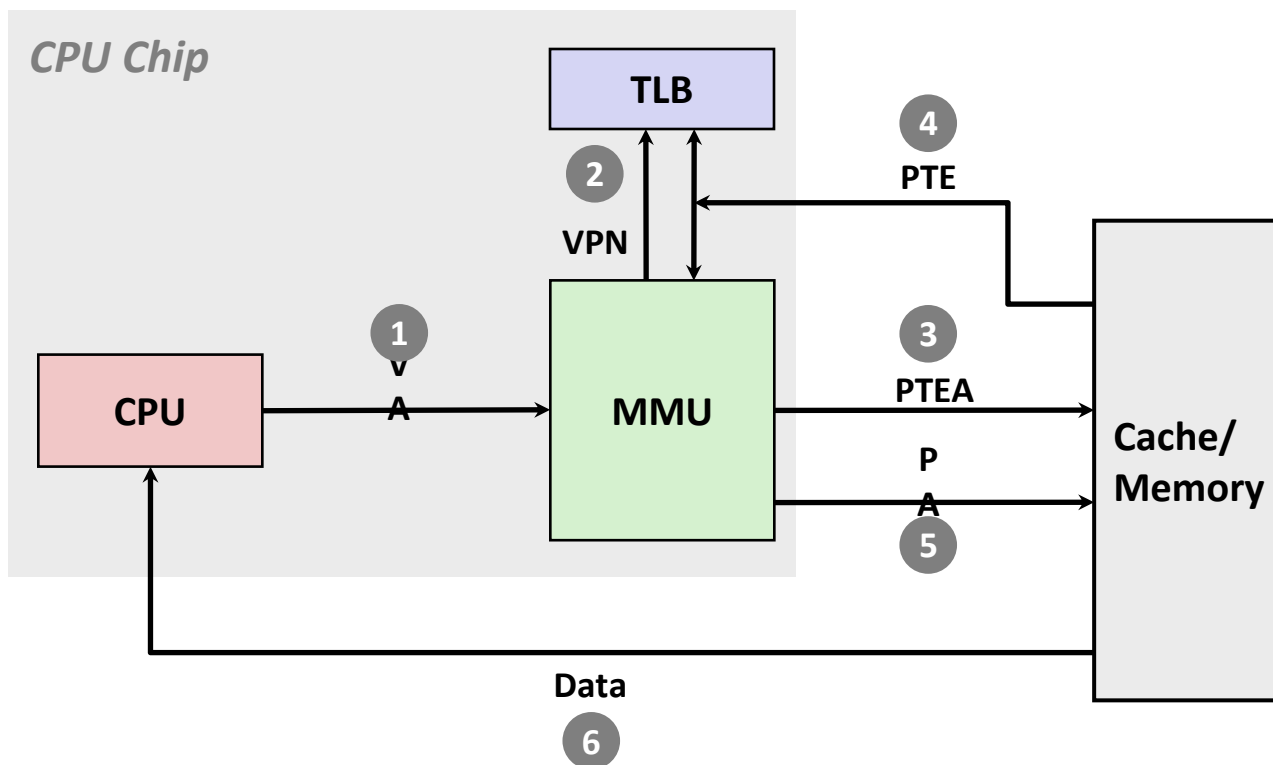 CPU Chip
TLB
4
2
PTE
VPN
1
3
V
A
CPU
MMU
PTEA
Cache/
Memory
P
A
5
Data
6